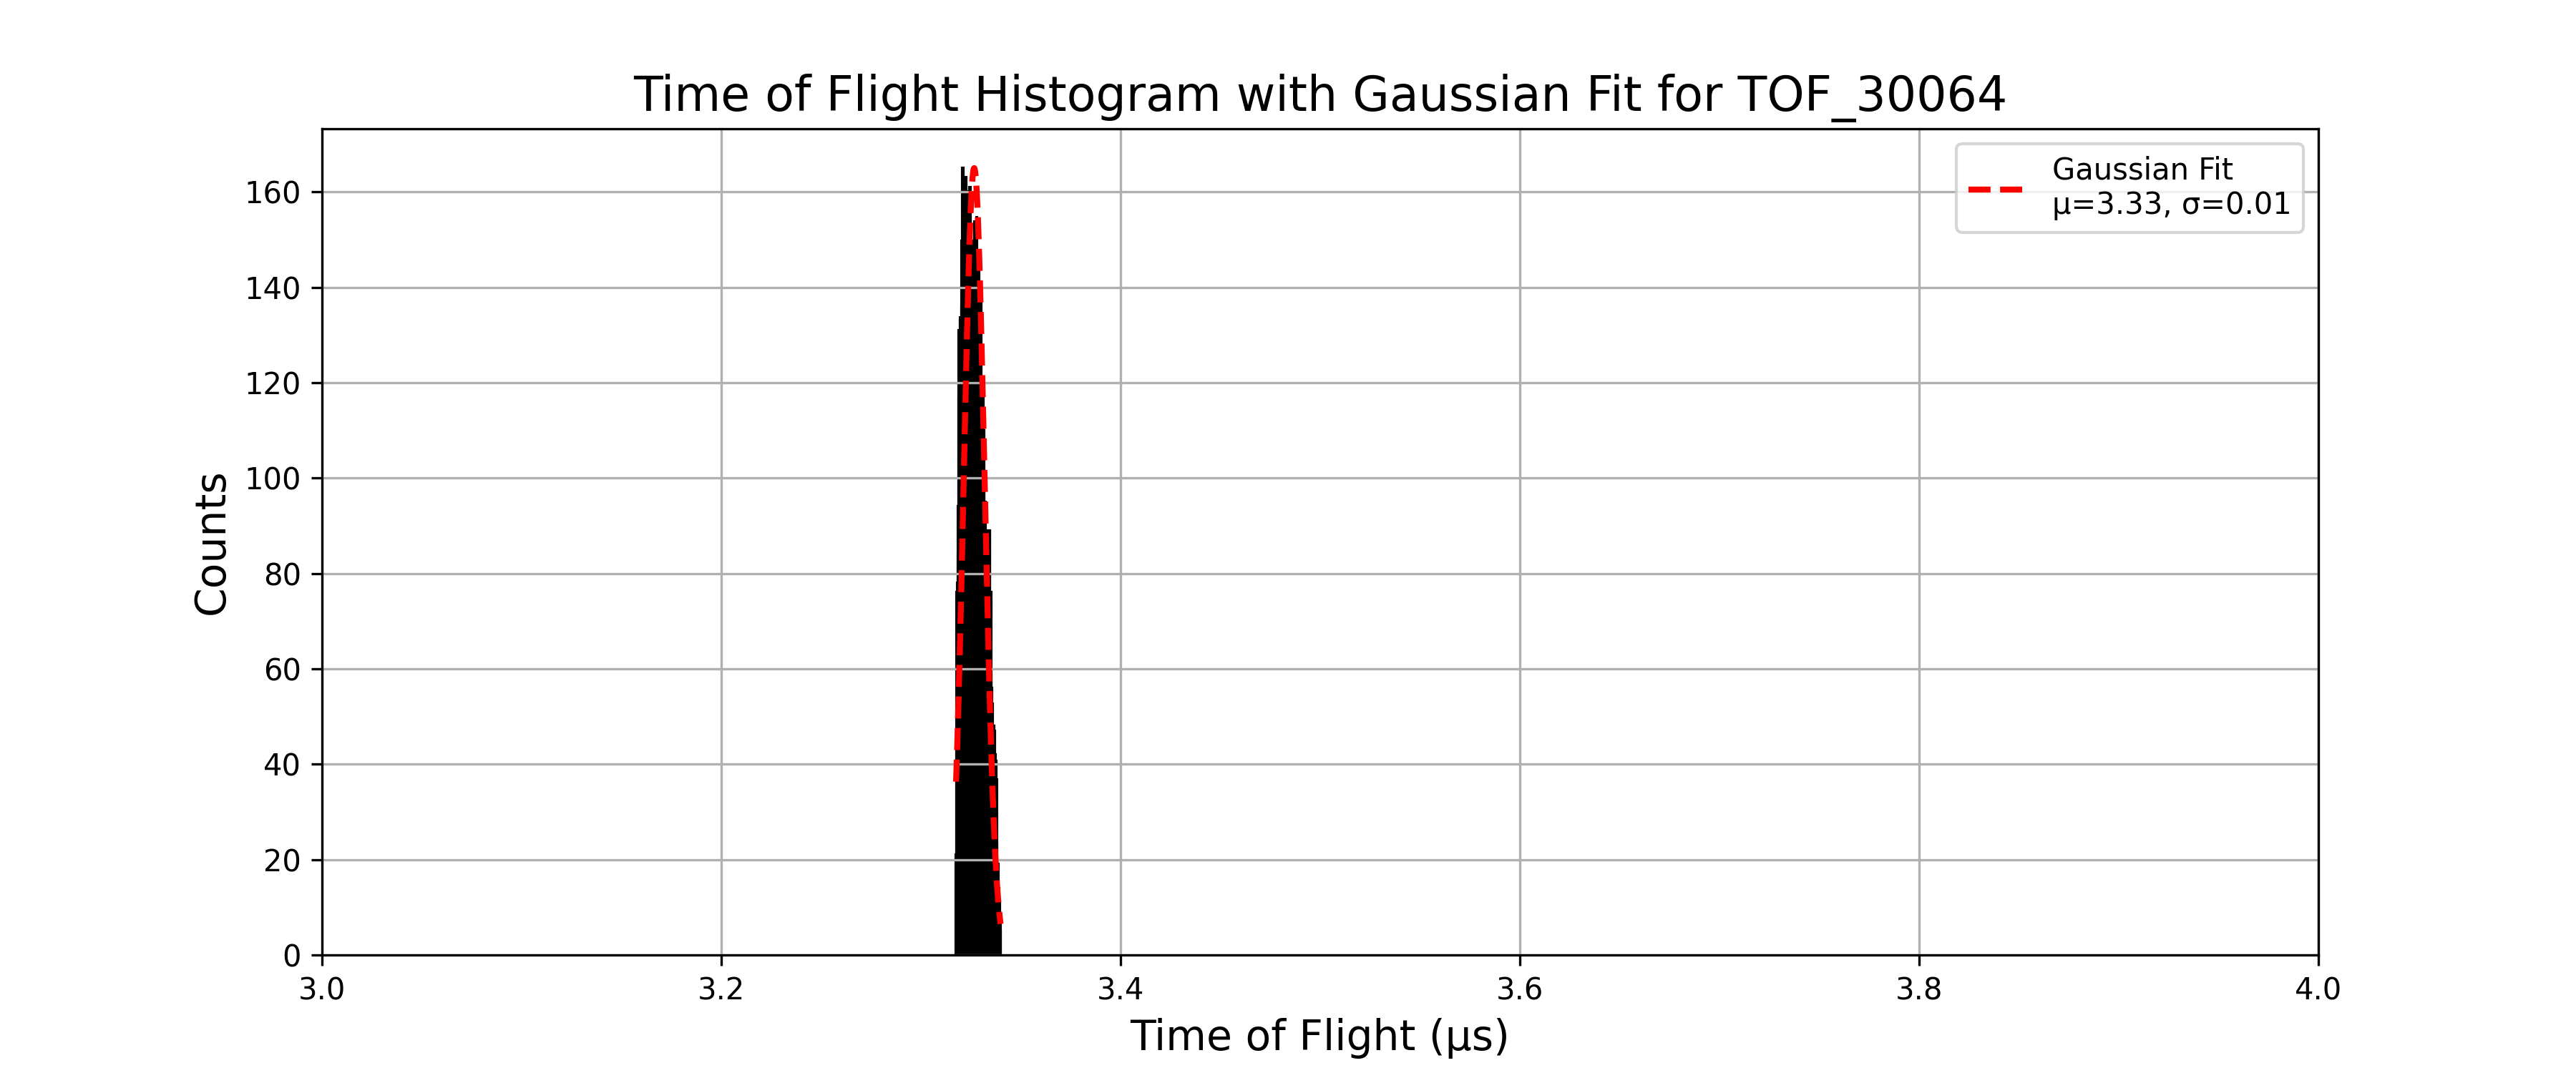 Time of Flight Histogram with Gaussian Fit for TOF_30064
Gaussian Fit
μ=3.33, σ=0.01
160
140
120
100
80
60
40
20
0
Counts
3.0 3.2 3.4 3.6 3.8 4.0
Time of Flight (μs)